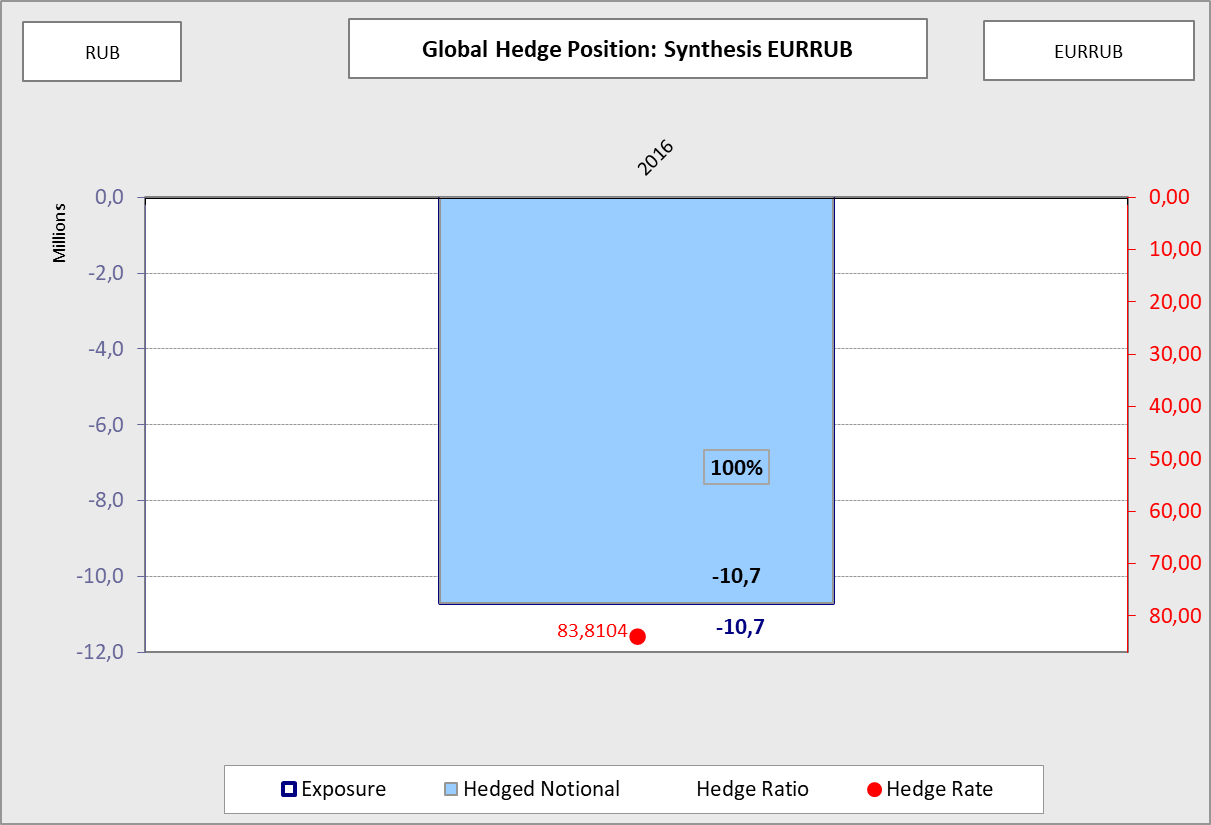 RUB
Global Hedge Position: Synthesis EURRUB
EURRUB
2016
Millions
0,0
-2,0
-4,0
-6,0
-8,0
-10,0
-12,0
0,00
10,00
20,00
30,00
40,00
50,00
60,00
70,00
80,00
100%
-10,7
83,8104
-10,7
Exposure
Hedged Notional
Hedge Ratio
Hedge Rate